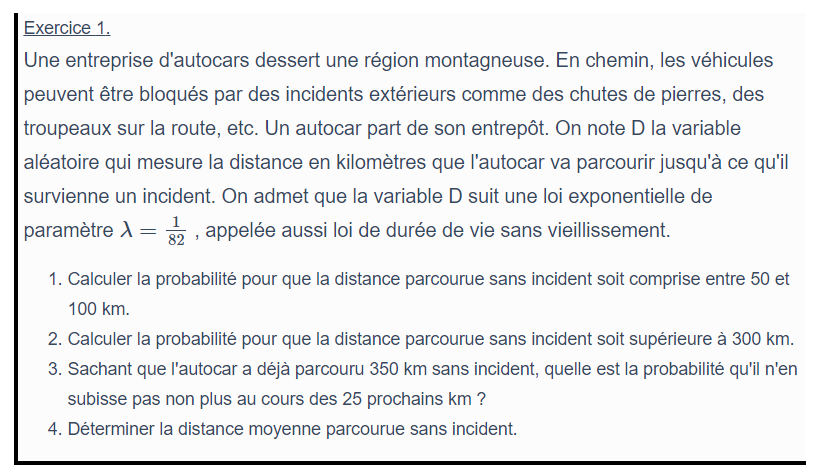 Exercice 1.
Une entreprise d'autocars dessert une région montagneuse. En chemin, les véhicules
peuvent être bloqués par des incidents extérieurs comme des chutes de pierres, des
troupeaux sur la route, etc. Un autocar part de son entrepôt. On note D la variable
aléatoire qui mesure la distance en kilomètres que l'autocar va parcourir jusqu'à ce qu'il
survienne un incident. On admet que la variable D suit une loi exponentielle de
paramètre λ = 1/82 , appelée aussi loi de durée de vie sans vieillissement.
1. Calculer la probabilité pour que la distance parcourue sans incident soit comprise entre 50 et
100 km.
2. Calculer la probabilité pour que la distance parcourue sans incident soit supérieure à 300 km.
3. Sachant que l'autocar a déjà parcouru 350 km sans incident, quelle est la probabilité qu'il n'en
subisse pas non plus au cours des 25 prochains km ?
4. Déterminer la distance moyenne parcourue sans incident.